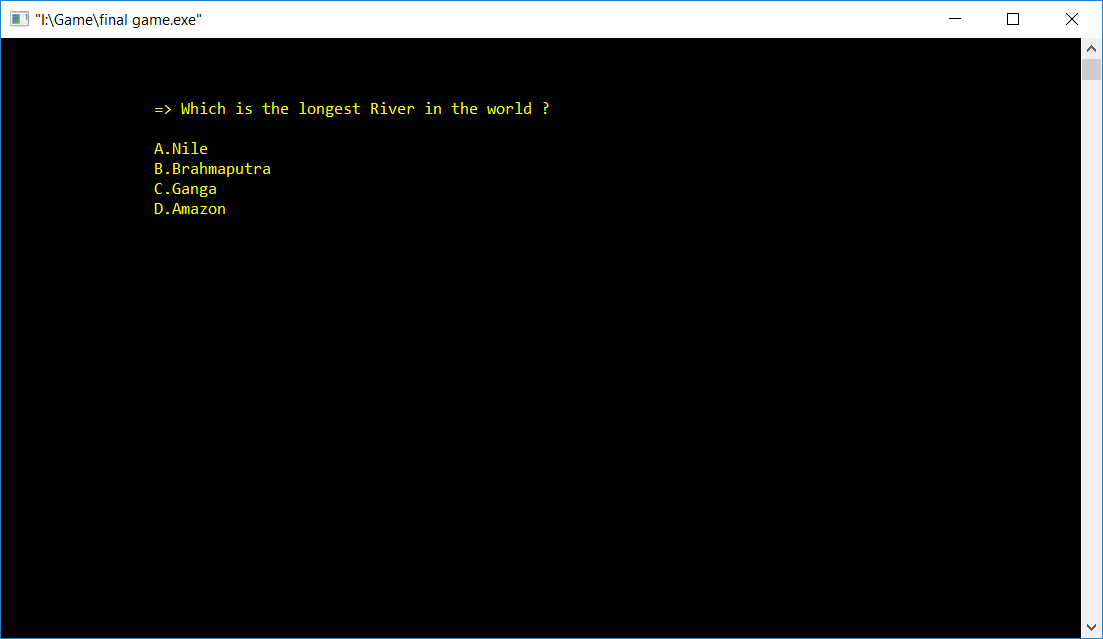 "I:\Game\final game.exe"
=> Which is the longest River in the world ?
A.Nile
B.Brahmaputra
C.Ganga
D.Amazon